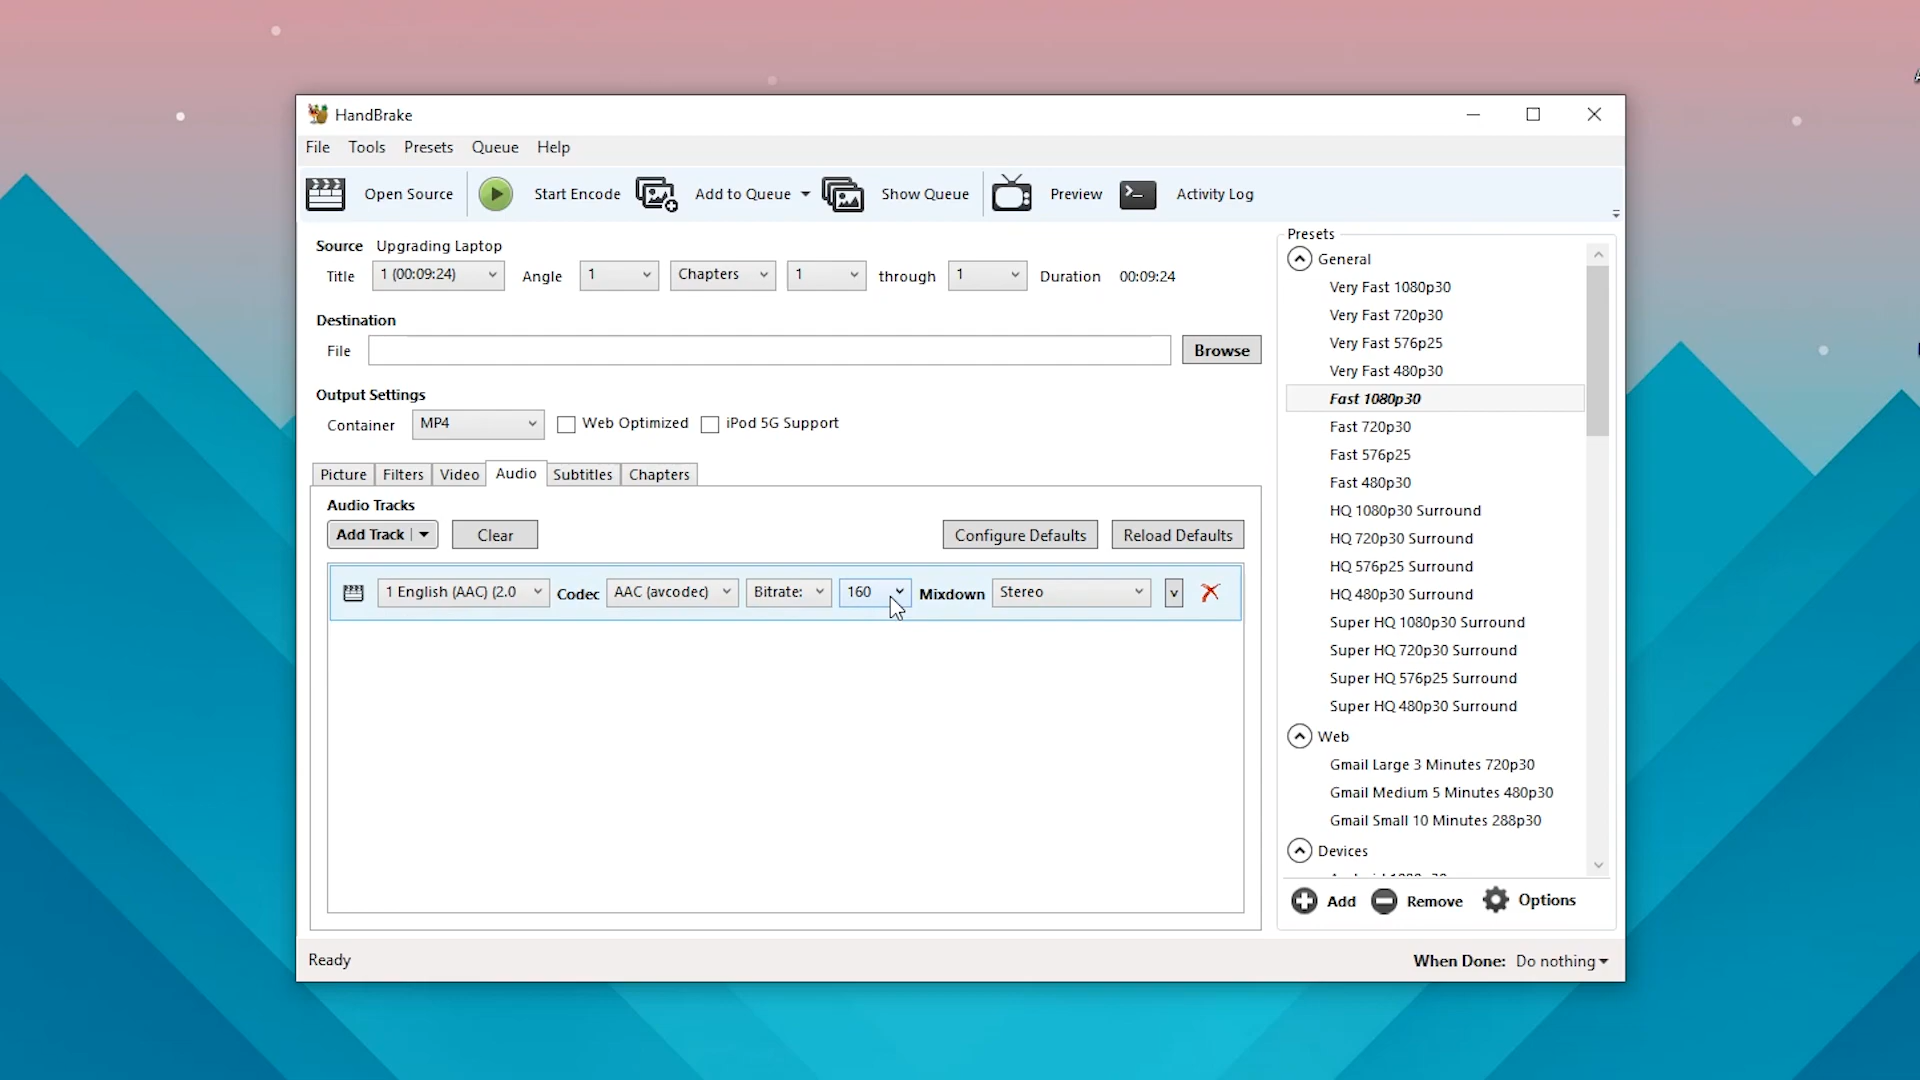 HandBrake
File Tools Presets Queue Help
Open Source Start Encode Add to Queue Show Queue Preview Activity Log
Source Upgrading Laptop
Title 1 (00:09:24) Angle 1 Chapters 1 through 1 Duration 00:09:24
Destination
File Browse
Output Settings
Container MP4 Web Optimized iPod 5G Support
Picture Filters Video Audio Subtitles Chapters
Audio Tracks
Add Track Clear Configure Defaults Reload Defaults
1 English (AAC) (2.0 Codec AAC (avcodec) Bitrate: 160 Mixdown Stereo v
Presets
General
Very Fast 1080p30
Very Fast 720p30
Very Fast 576p25
Very Fast 480p30
Fast 1080p30
Fast 720p30
Fast 576p25
Fast 480p30
HQ 1080p30 Surround
HQ 720p30 Surround
HQ 576p25 Surround
HQ 480p30 Surround
Super HQ 1080p30 Surround
Super HQ 720p30 Surround
Super HQ 576p25 Surround
Super HQ 480p30 Surround
Web
Gmail Large 3 Minutes 720p30
Gmail Medium 5 Minutes 480p30
Gmail Small 10 Minutes 288p30
Devices
Add Remove Options
Ready When Done: Do nothing